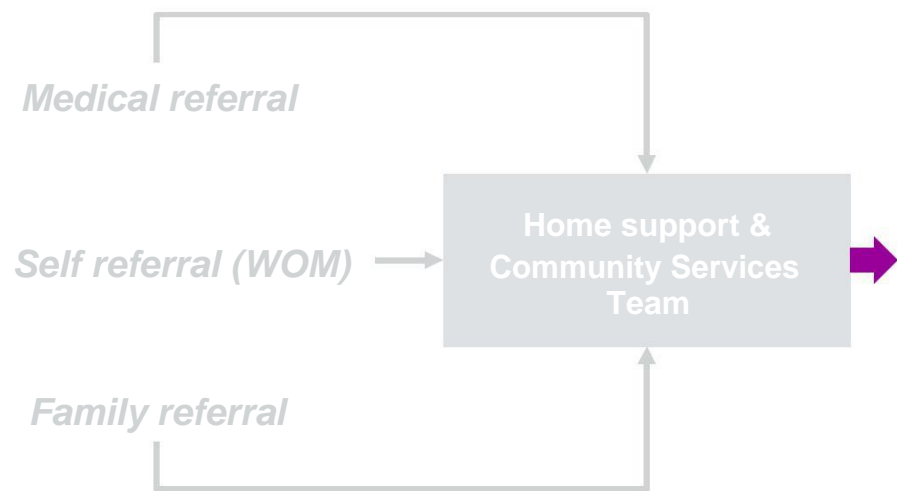 Medical referral
Self referral (WOM)
Home support &
Community Services
Team
Family referral